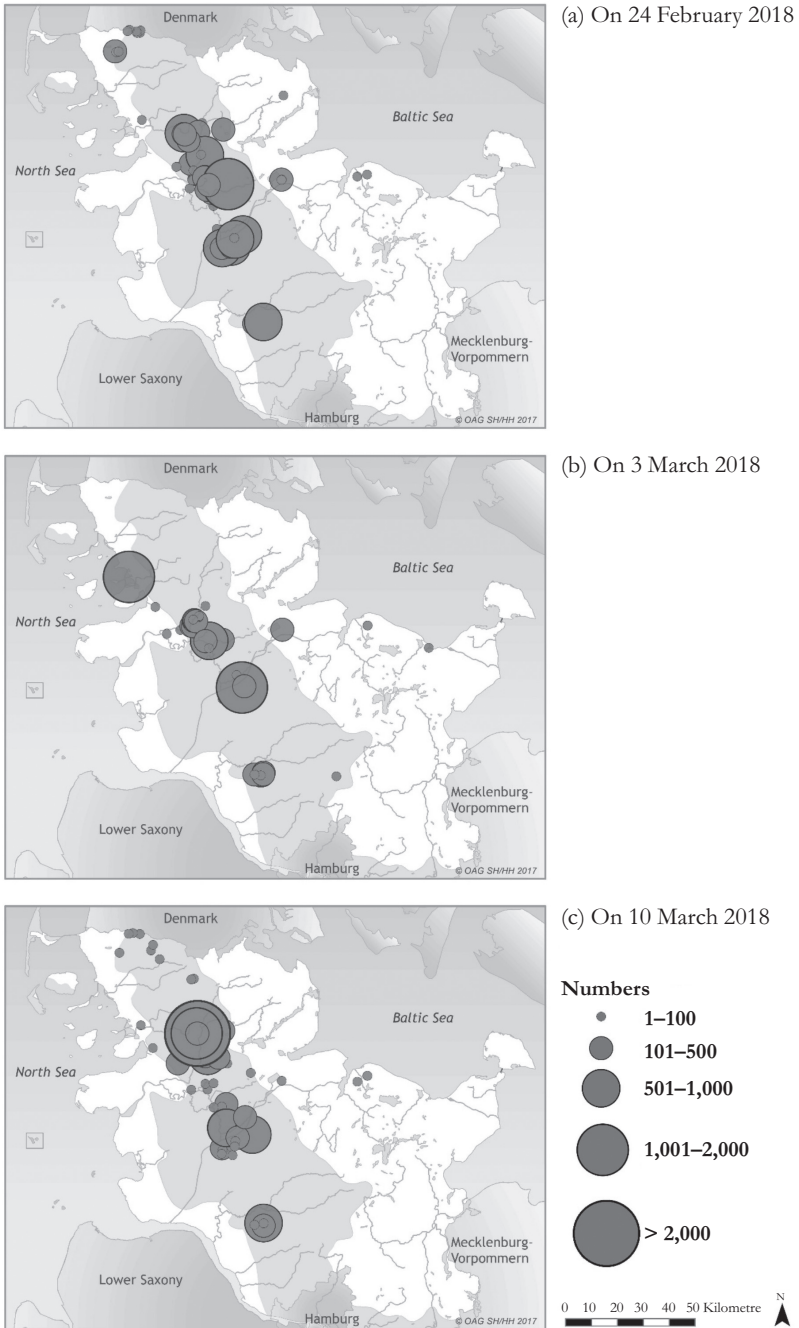 (a) On 24 February 2018
Denmark
Baltic Sea
North Sea
Mecklenburg-
Vorpommern
Lower Saxony
Hamburg
© OAG SH/HH 2017
(b) On 3 March 2018
Denmark
Baltic Sea
North Sea
Mecklenburg-
Vorpommern
Lower Saxony
Hamburg
© OAG SH/HH 2017
(c) On 10 March 2018
Denmark
Baltic Sea
North Sea
Mecklenburg-
Vorpommern
Lower Saxony
Hamburg
© OAG SH/HH 2017
Numbers
1–100
101–500
501–1,000
1,001–2,000
> 2,000
0 10 20 30 40 50 Kilometre
N